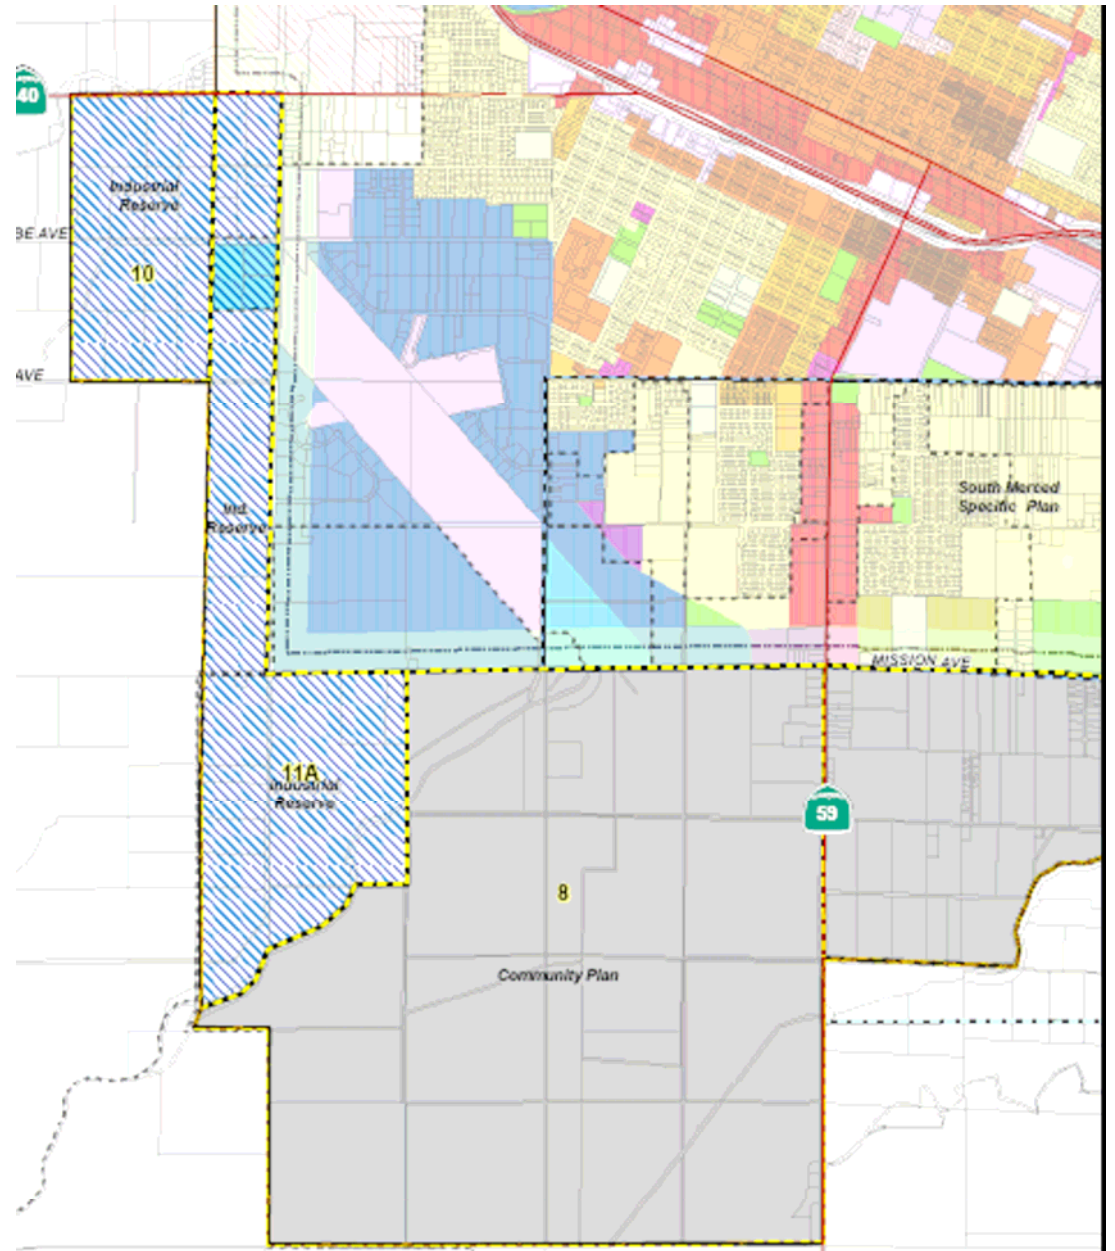 40
Industrial
Reserve
BE AVE
10
AVE
Ind.
Reserve
South Merced
Specific Plan
MISSION AVE
11A
Industrial
Reserve
59
8
Community Plan